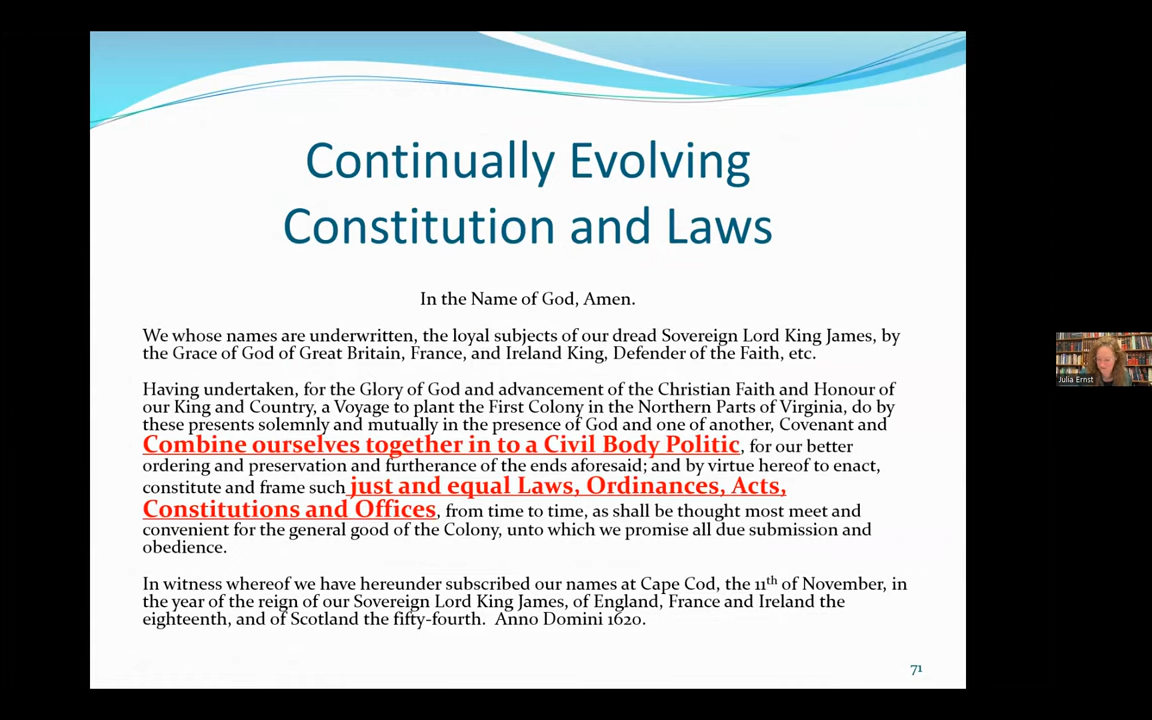 Continually Evolving
Constitution and Laws
In the Name of God, Amen.
We whose names are underwritten, the loyal subjects of our dread Sovereign Lord King James, by
the Grace of God of Great Britain, France, and Ireland King, Defender of the Faith, etc.
Having undertaken, for the Glory of God and advancement of the Christian Faith and Honour of
our King and Country, a Voyage to plant the First Colony in the Northern Parts of Virginia, do by
these presents solemnly and mutually in the presence of God and one of another, Covenant and
Combine ourselves together in to a Civil Body Politic, for our better
ordering and preservation and furtherance of the ends aforesaid; and by virtue hereof to enact,
constitute and frame such just and equal Laws, Ordinances, Acts,
Constitutions and Offices, from time to time, as shall be thought most meet and
convenient for the general good of the Colony, unto which we promise all due submission and
obedience.
In witness whereof we have hereunder subscribed our names at Cape Cod, the 11th of November, in
the year of the reign of our Sovereign Lord King James, of England, France and Ireland the
eighteenth, and of Scotland the fifty-fourth.  Anno Domini 1620.
71
Julia Ernst